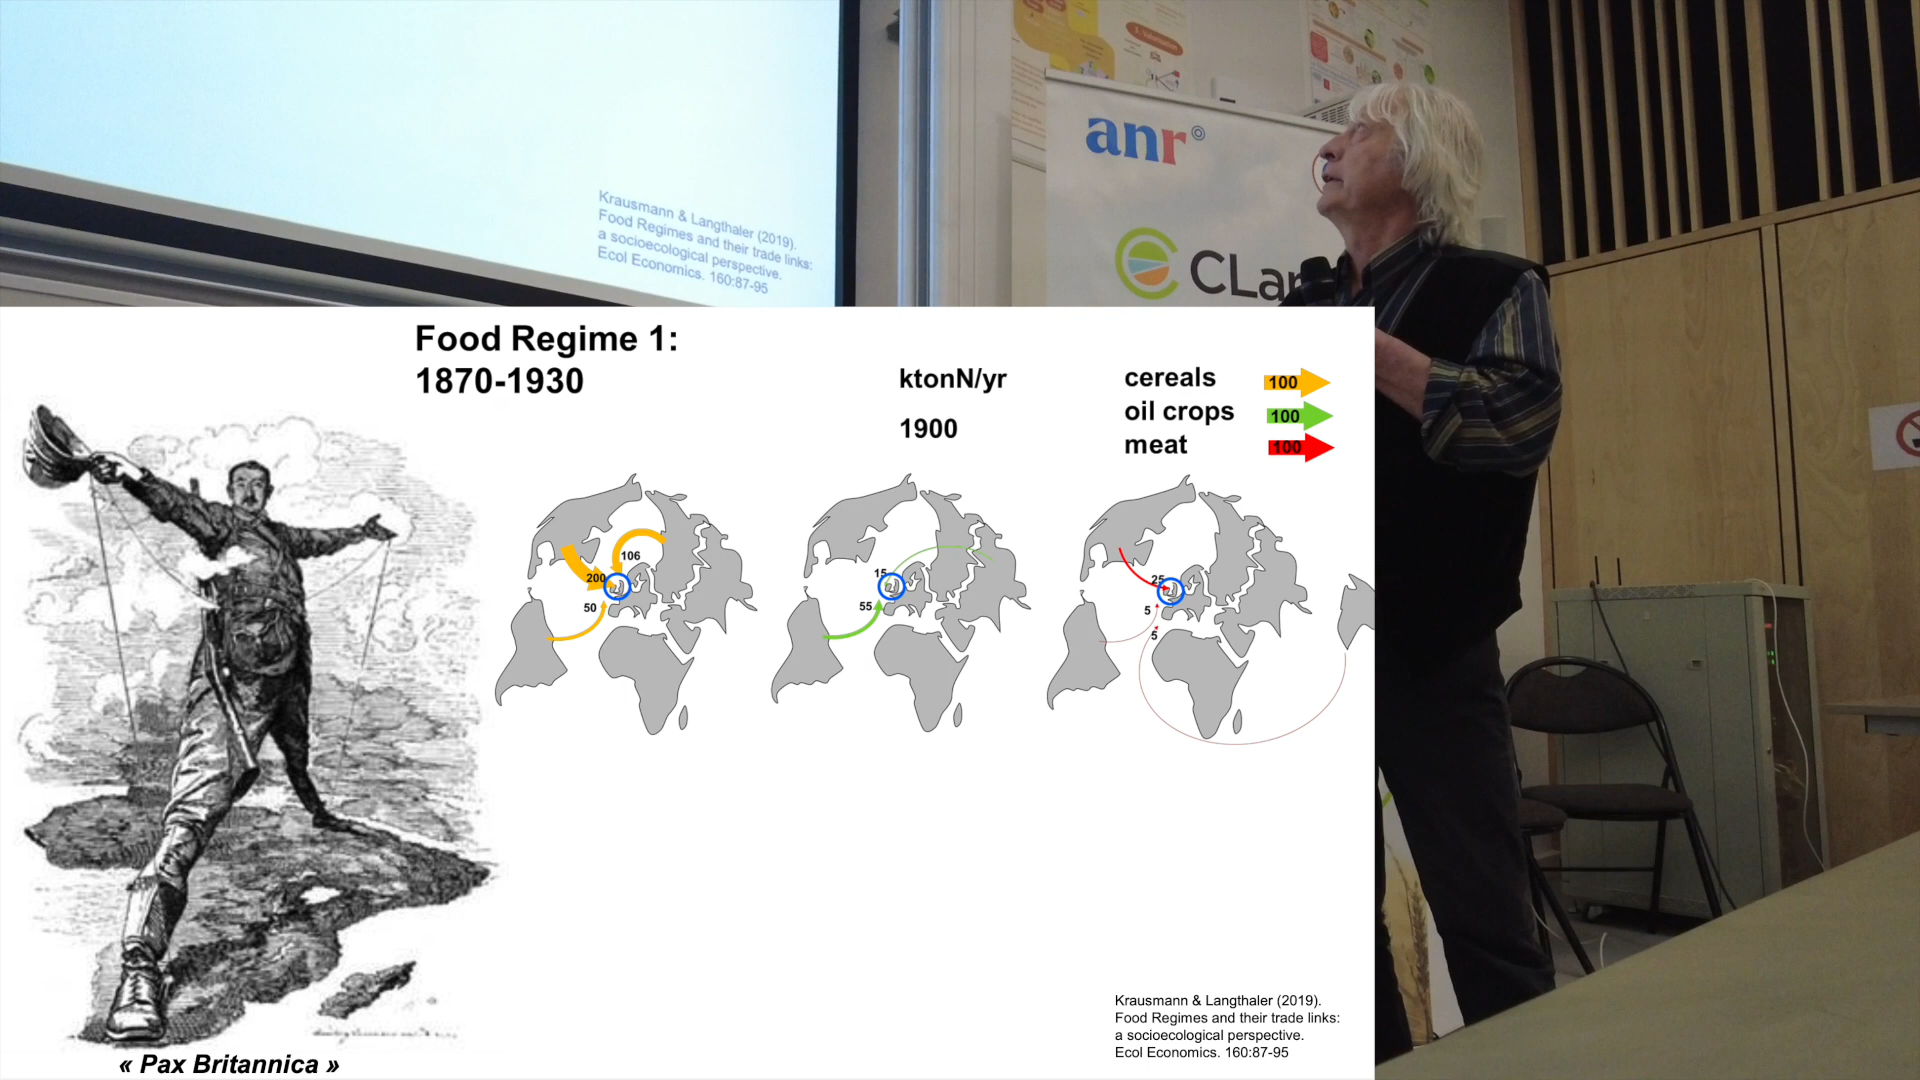 Krausmann & Langthaler (2019).
Food Regimes and their trade links:
a socioecological perspective.
Ecol Economics. 160:87-95
anr
CLan
Food Regime 1:
1870-1930
ktonN/yr
1900
cereals
100
oil crops
100
meat
100
106
200
50
15
55
25
5
5
Krausmann & Langthaler (2019).
Food Regimes and their trade links:
a socioecological perspective.
Ecol Economics. 160:87-95
« Pax Britannica »